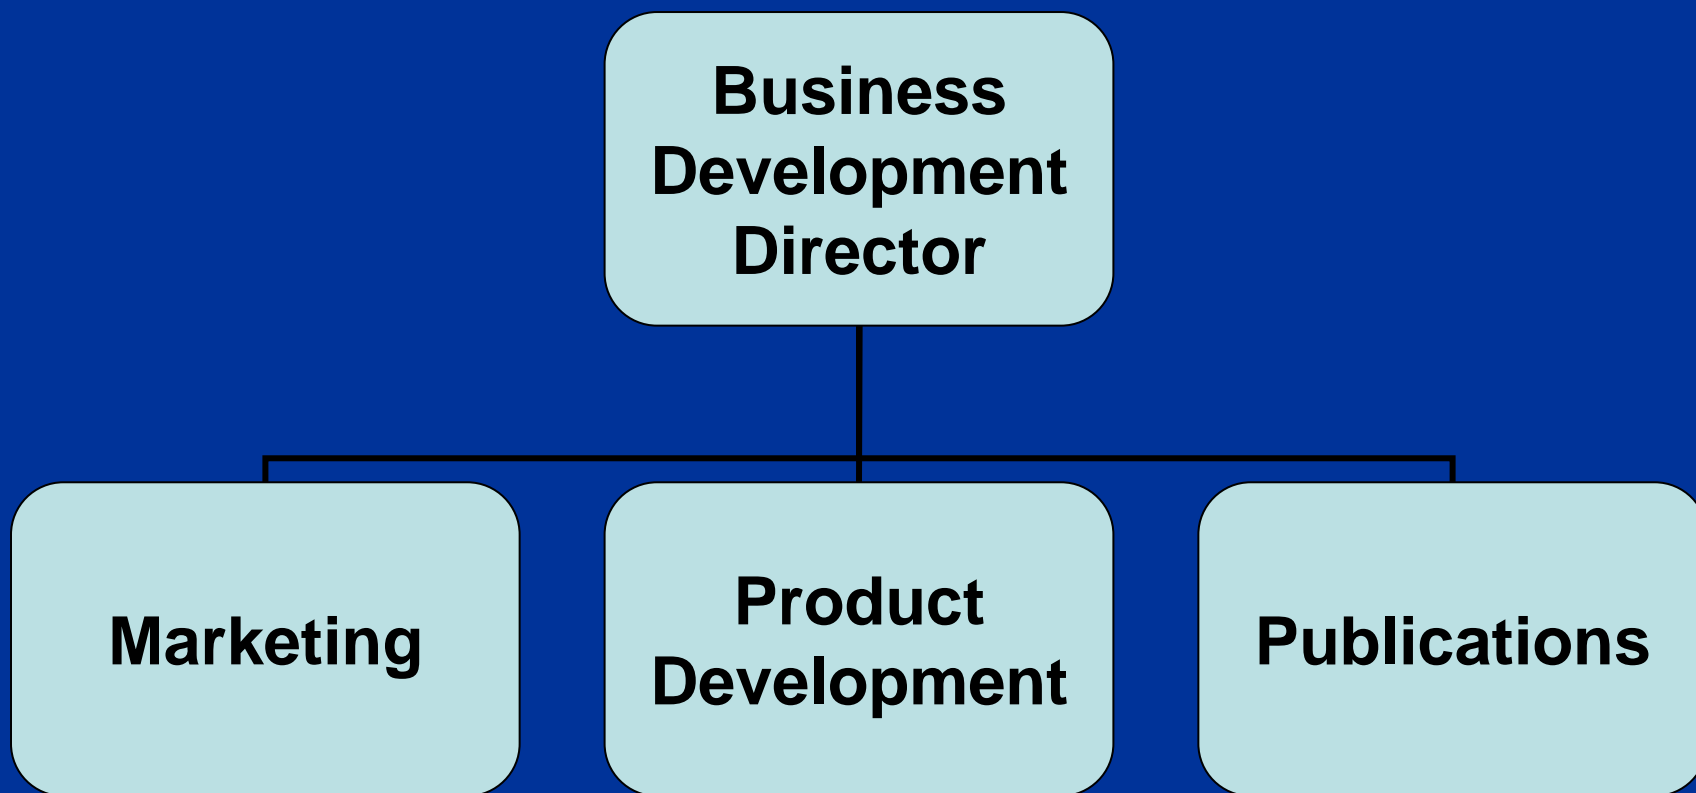 Business
Development
Director
Marketing
Product
Development
Publications